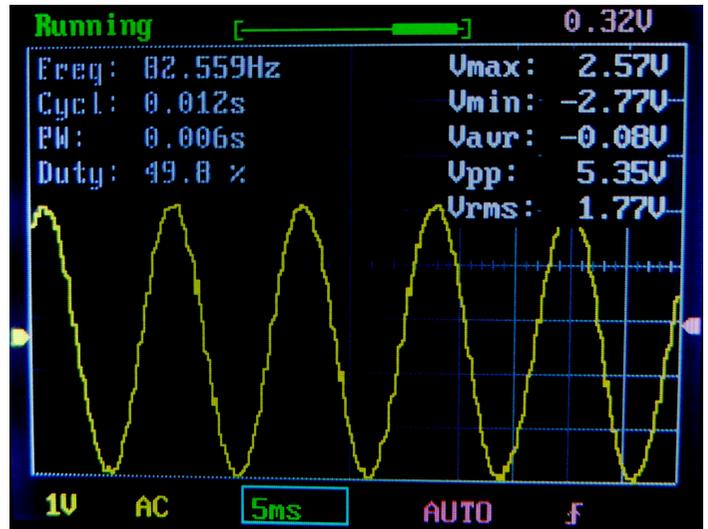 Running 0.32V
Freq: 82.559Hz Vmax: 2.57V
Cycl: 0.012s Vmin: -2.77V
PW: 0.006s Vavr: -0.08V
Duty: 49.8 % Vpp: 5.35V
Vrms: 1.77V
1V AC 5ms AUTO